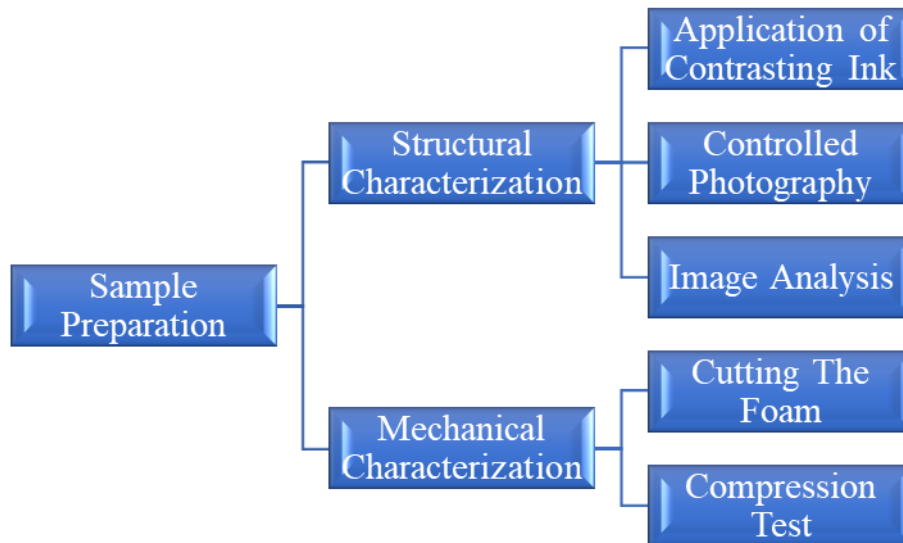 Sample
Preparation
Structural
Characterization
Application of
Contrasting Ink
Controlled
Photography
Image Analysis
Mechanical
Characterization
Cutting The
Foam
Compression
Test